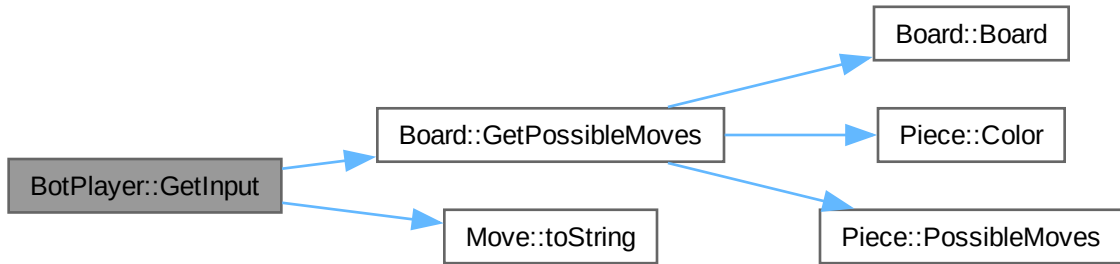 BotPlayer::GetInput
Board::GetPossibleMoves
Move::toString
Board::Board
Piece::Color
Piece::PossibleMoves